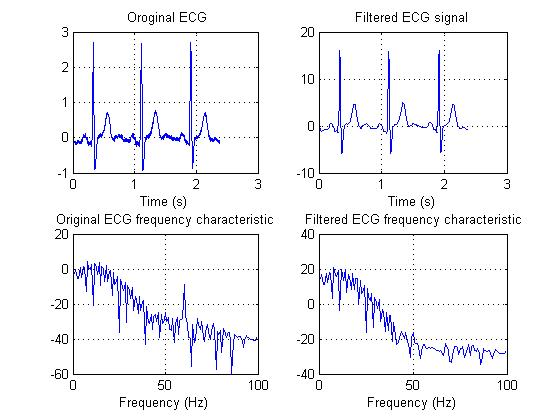 Oroginal ECG
3
2
1
0
-1
0 1 2 3
Time (s)
Filtered ECG signal
20
10
0
-10
0 1 2 3
Time (s)
Original ECG frequency characteristic
20
0
-20
-40
-60
0 50 100
Frequency (Hz)
Filtered ECG frequency characteristic
40
20
0
-20
-40
0 50 100
Frequency (Hz)